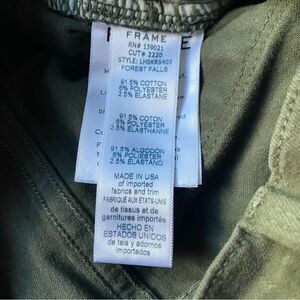 FRAME
RN# 139021
CUT# 2220
STYLE: LHSKRS403
FOREST FALLS
91.5% COTTON
6% POLYESTER
2.5% ELASTANE
91.5% COTON
6% POLYESTER
2.5% ELASTHANNE
91.5% ALGODON
6% POLIESTER
2.5% ELASTANO
MADE IN USA
of imported
fabrics and trim
FABRIQUÉ AUX ÉTATS-UNIS
de tissus et de
garnitures importés
HECHO EN
ESTADOS UNIDOS
de tela y adornos
importados